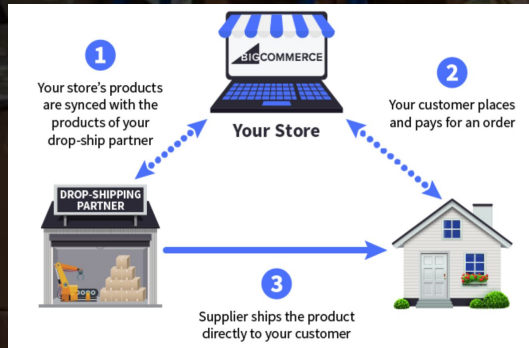 1
Your store's products
are synced with the
products of your
drop-ship partner
BIGCOMMERCE
Your Store
2
Your customer places
and pays for an order
DROP-SHIPPING
PARTNER
3
Supplier ships the product
directly to your customer